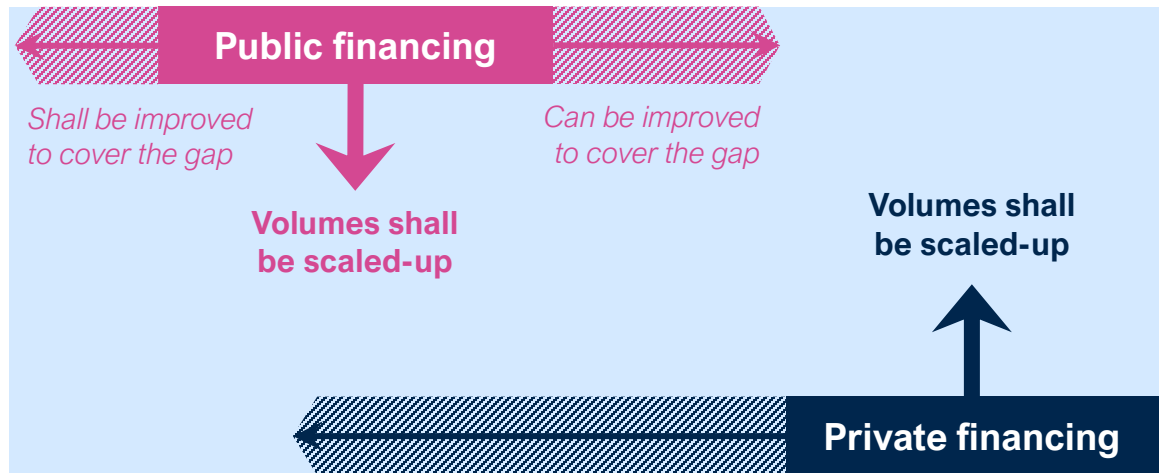 Public financing
Shall be improved
to cover the gap
Can be improved
to cover the gap
Volumes shall
be scaled-up
Volumes shall
be scaled-up
Private financing